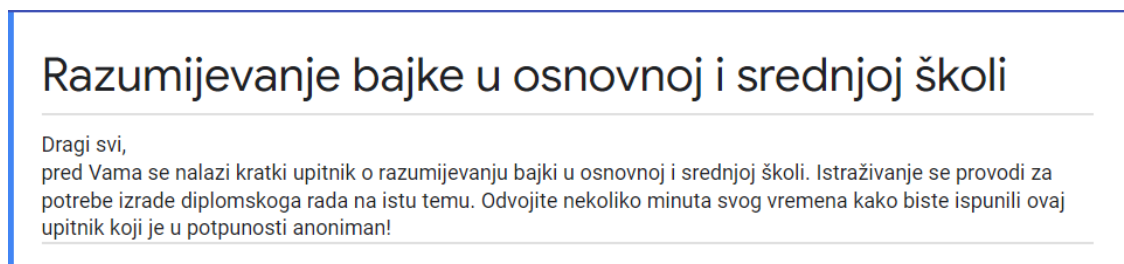 Razumijevanje bajke u osnovnoj i srednjoj školi
Dragi svi,
pred Vama se nalazi kratki upitnik o razumijevanju bajki u osnovnoj i srednjoj školi. Istraživanje se provodi za
potrebe izrade diplomskoga rada na istu temu. Odvojite nekoliko minuta svog vremena kako biste ispunili ovaj
upitnik koji je u potpunosti anoniman!